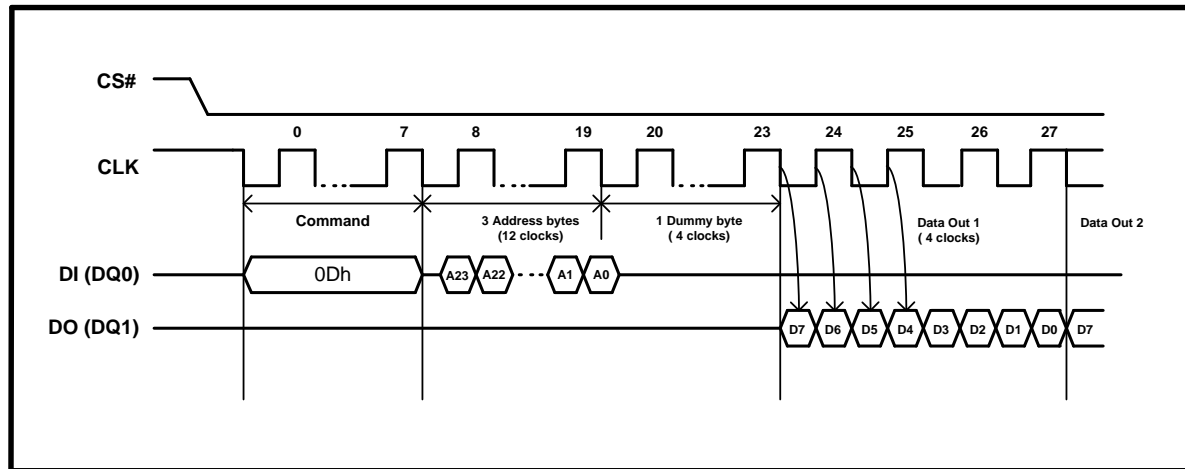 CS#
0 7 8 19 20 23 24 25 26 27
CLK
Command
3 Address bytes
(12 clocks)
1 Dummy byte
( 4 clocks)
Data Out 1
( 4 clocks)
Data Out 2
DI (DQ0)
0Dh
A23 A22 A1 A0
DO (DQ1)
D7 D6 D5 D4 D3 D2 D1 D0 D7